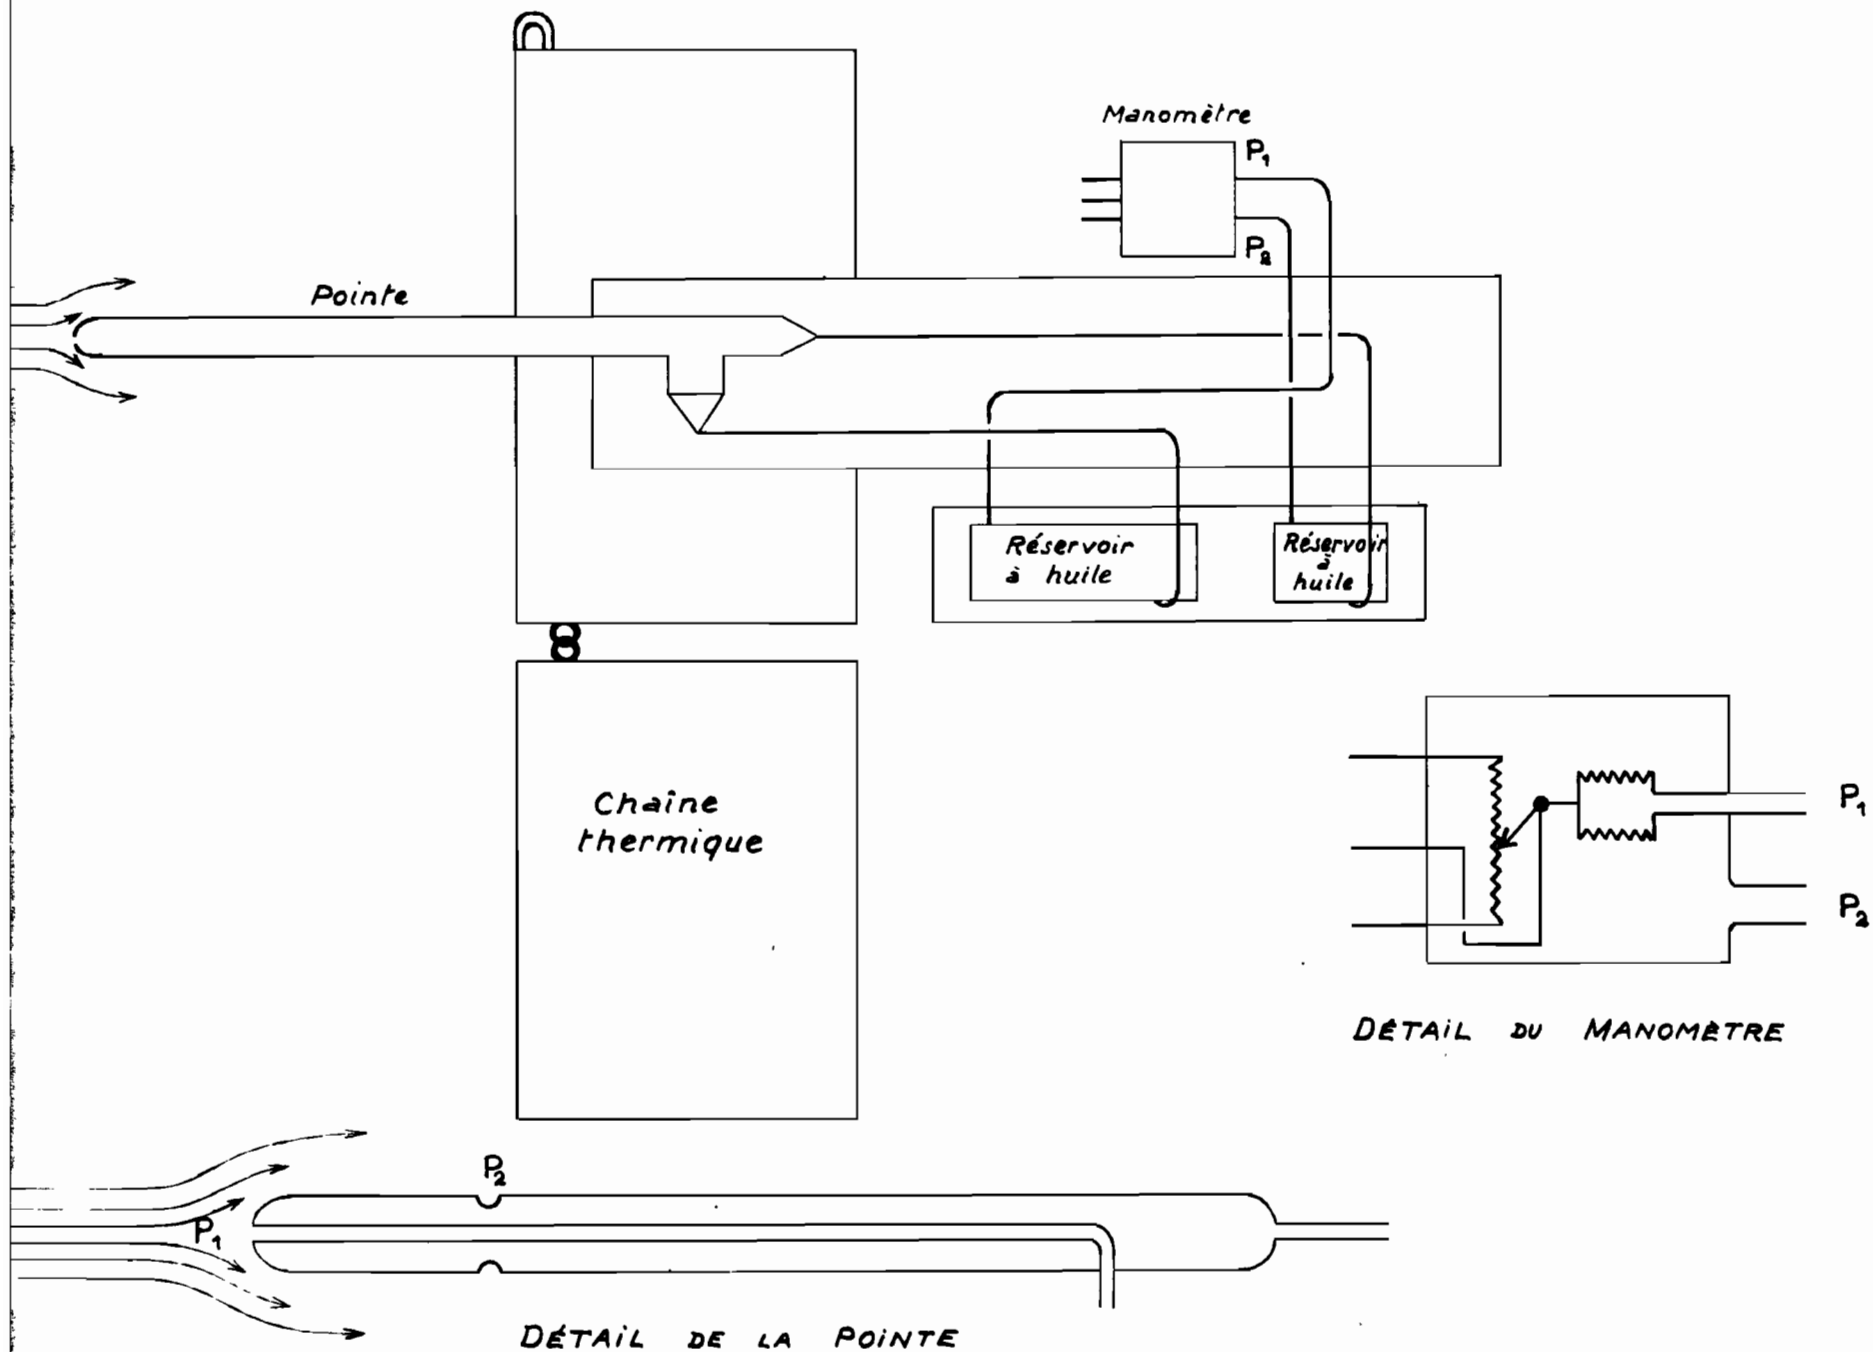 Manomètre
P1
P2
Pointe
Réservoir
à huile
Réservoir
à
huile
Chaîne
thermique
P1
P2
DÉTAIL DU MANOMÈTRE
P2
P1
DÉTAIL DE LA POINTE